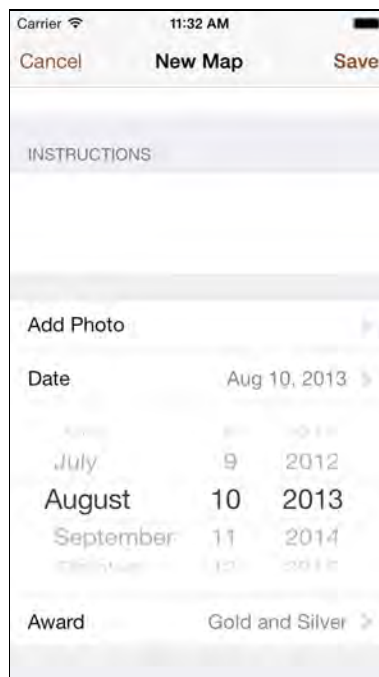 Carrier 11:32 AM
Cancel New Map Save
INSTRUCTIONS
Add Photo
Date Aug 10, 2013
July 9 2012
August 10 2013
September 11 2014
Award Gold and Silver